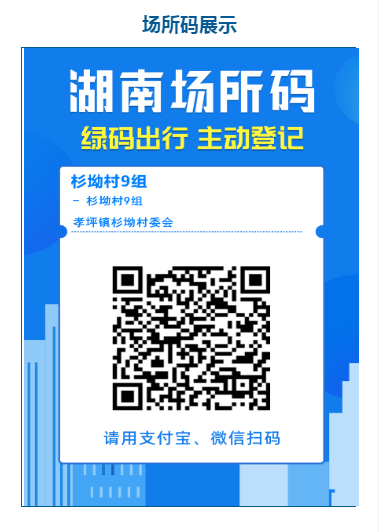 场所码展示
湖南场所码
绿码出行 主动登记
杉坳村9组
- 杉坳村9组
孝坪镇杉坳村委会
请用支付宝、微信扫码